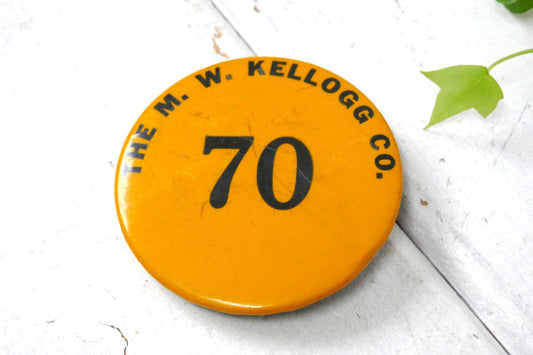 THE M. W. KELLOGG CO.
70